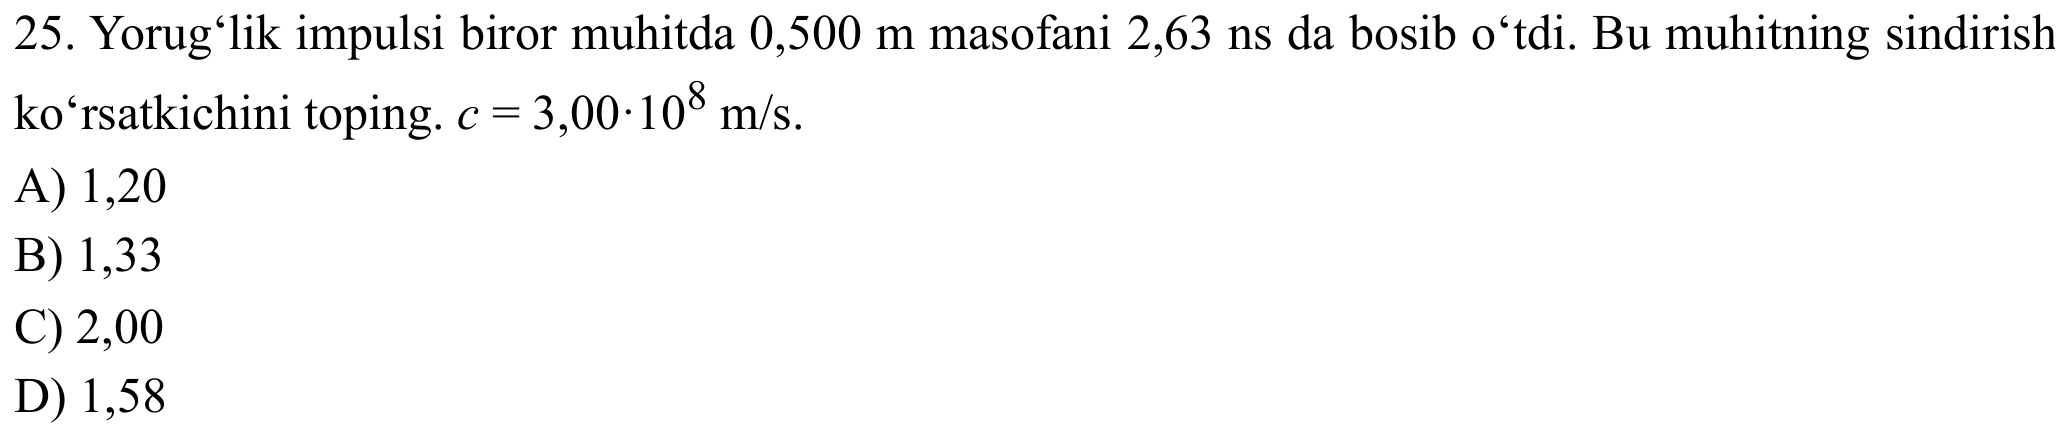 25. Yorug‘lik impulsi biror muhitda 0,500 m masofani 2,63 ns da bosib o‘tdi. Bu muhitning sindirish
ko‘rsatkichini toping. c = 3,00·10⁸ m/s.
A) 1,20
B) 1,33
C) 2,00
D) 1,58